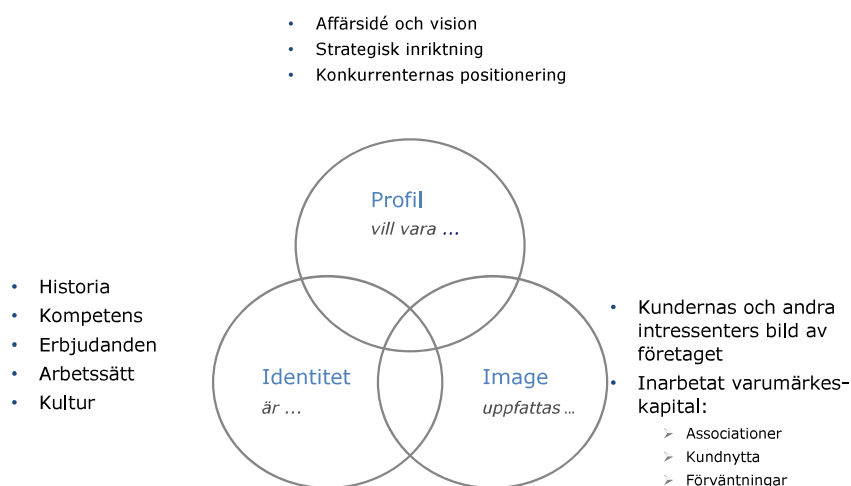 • Affärsidé och vision
• Strategisk inriktning
• Konkurrenternas positionering
Profil
vill vara ...
• Historia
• Kompetens
• Erbjudanden
• Arbetssätt
• Kultur
Identitet
är ...
Image
uppfattas ...
• Kundernas och andra
intressenters bild av
företaget
• Inarbetat varumärkes-
kapital:
➢ Associationer
➢ Kundnytta
➢ Förväntningar